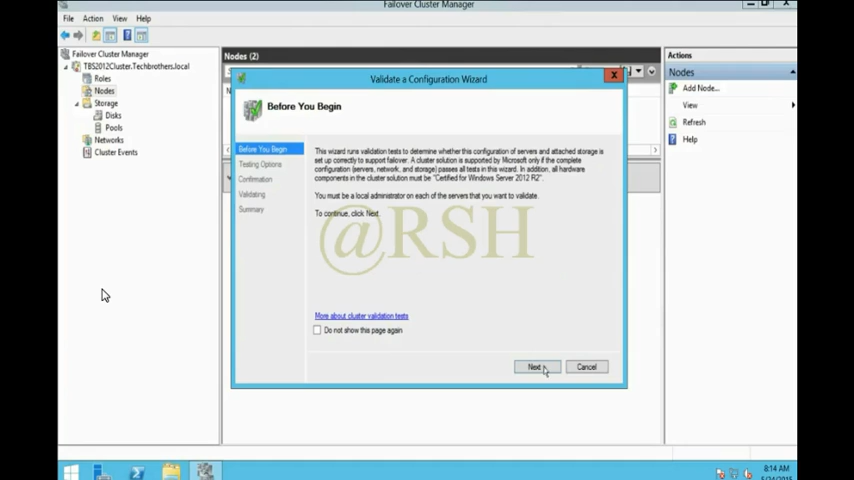 Failover Cluster Manager
File Action View Help
Failover Cluster Manager
TBS2012Cluster.Techbrothers.local
Roles
Nodes
Storage
Disks
Pools
Networks
Cluster Events
Nodes (2)
Validate a Configuration Wizard
X
Before You Begin
Before You Begin
Testing Options
Confirmation
Validating
Summary
This wizard runs validation tests to determine whether this configuration of servers and attached storage is
set up correctly to support failover. A cluster solution is supported by Microsoft only if the complete
configuration (servers, network, and storage) passes all tests in this wizard. In addition, all hardware
components in the cluster solution must be "Certified for Windows Server 2012 R2".
You must be a local administrator on each of the servers that you want to validate.
To continue, click Next.
@RSH
More about cluster validation tests
Do not show this page again
Next >
Cancel
Actions
Nodes
Add Node...
View
Refresh
Help
8:14 AM
5/24/2015